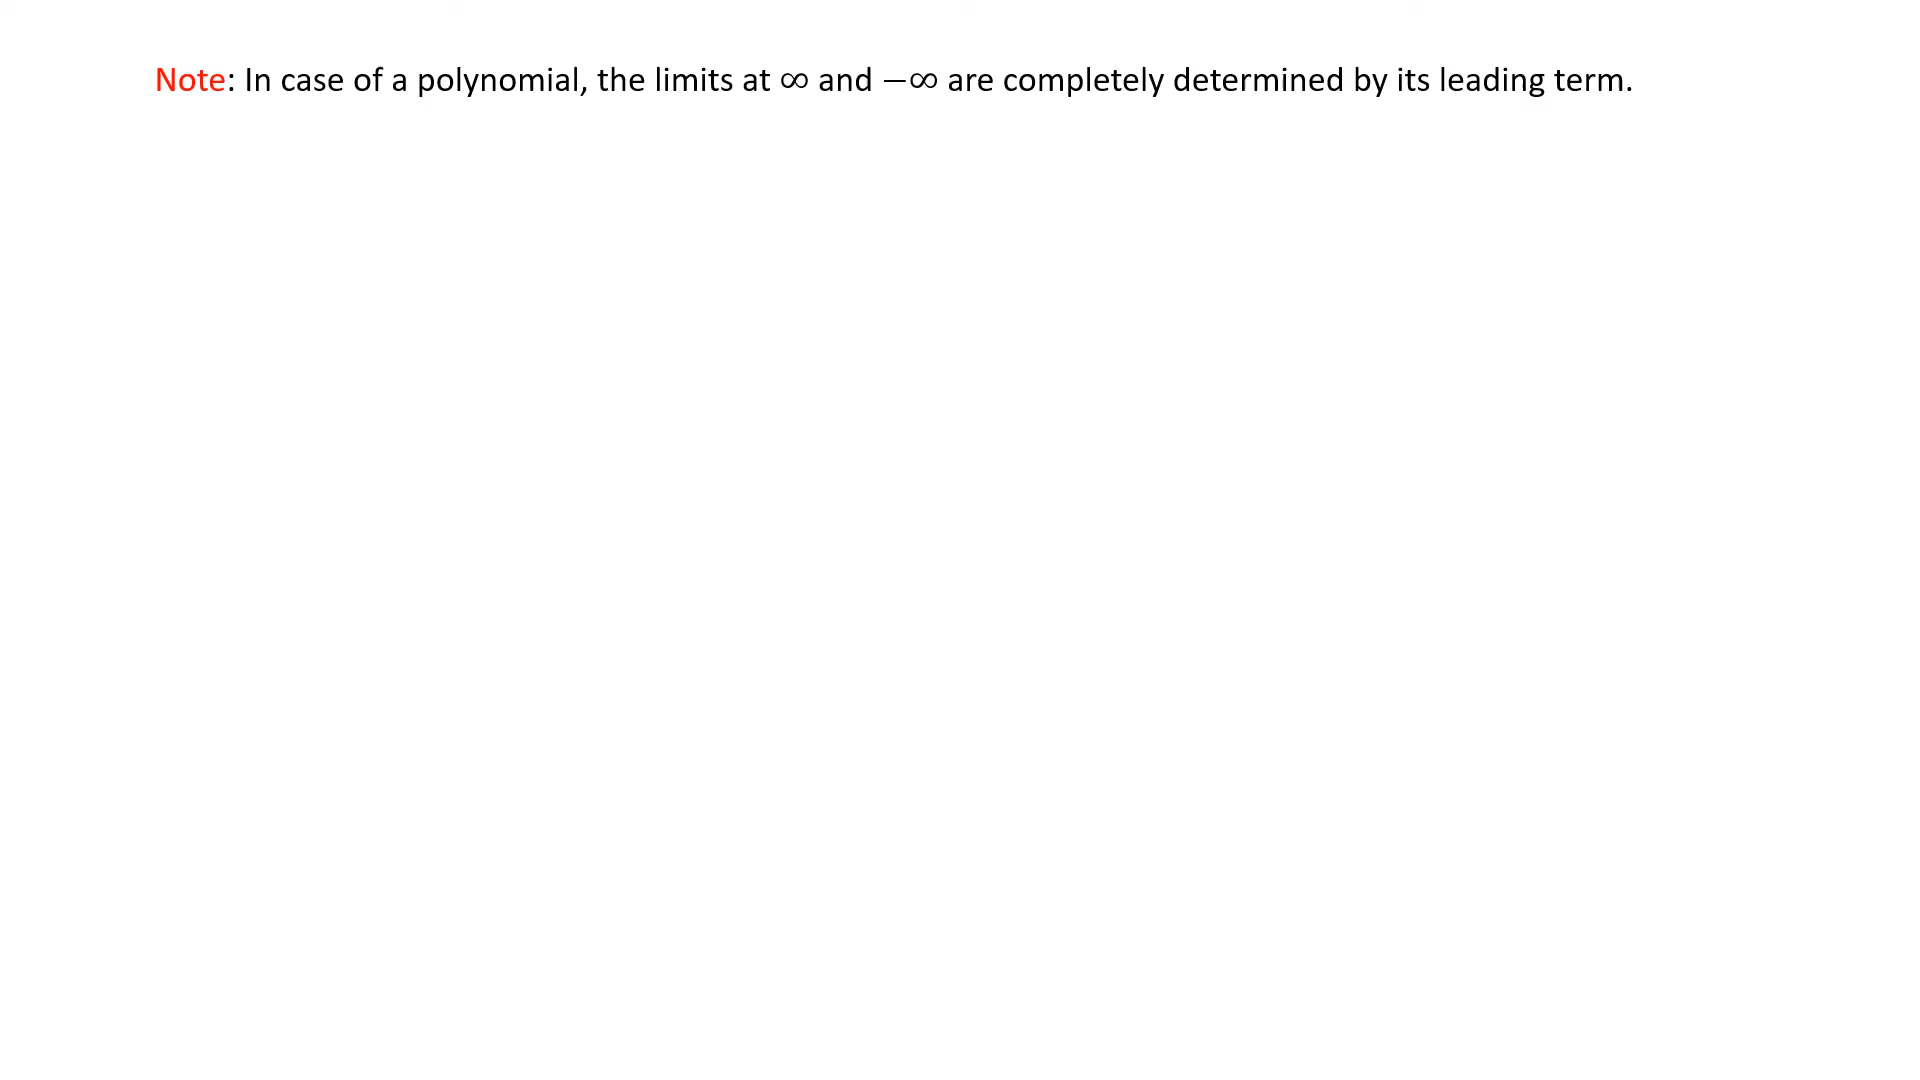 Note: In case of a polynomial, the limits at ∞ and −∞ are completely determined by its leading term.